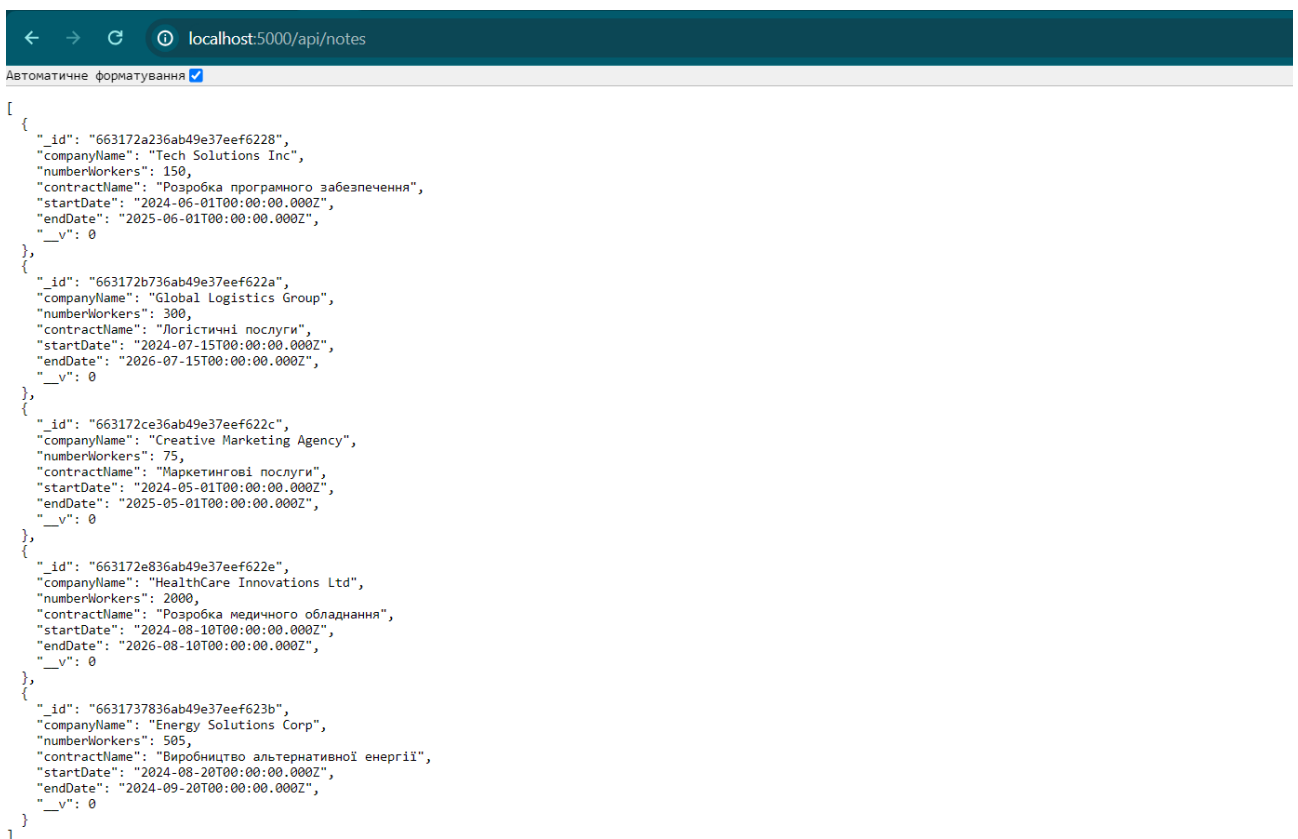 localhost:5000/api/notes
Автоматичне форматування
[
  {
    "_id": "663172a236ab49e37eef6228",
    "companyName": "Tech Solutions Inc",
    "numberWorkers": 150,
    "contractName": "Розробка програмного забезпечення",
    "startDate": "2024-06-01T00:00:00.000Z",
    "endDate": "2025-06-01T00:00:00.000Z",
    "__v": 0
  },
  {
    "_id": "663172b736ab49e37eef622a",
    "companyName": "Global Logistics Group",
    "numberWorkers": 300,
    "contractName": "Логістичні послуги",
    "startDate": "2024-07-15T00:00:00.000Z",
    "endDate": "2026-07-15T00:00:00.000Z",
    "__v": 0
  },
  {
    "_id": "663172ce36ab49e37eef622c",
    "companyName": "Creative Marketing Agency",
    "numberWorkers": 75,
    "contractName": "Маркетингові послуги",
    "startDate": "2024-05-01T00:00:00.000Z",
    "endDate": "2025-05-01T00:00:00.000Z",
    "__v": 0
  },
  {
    "_id": "663172e836ab49e37eef622e",
    "companyName": "HealthCare Innovations Ltd",
    "numberWorkers": 2000,
    "contractName": "Розробка медичного обладнання",
    "startDate": "2024-08-10T00:00:00.000Z",
    "endDate": "2026-08-10T00:00:00.000Z",
    "__v": 0
  },
  {
    "_id": "6631737836ab49e37eef623b",
    "companyName": "Energy Solutions Corp",
    "numberWorkers": 505,
    "contractName": "Виробництво альтернативної енергії",
    "startDate": "2024-08-20T00:00:00.000Z",
    "endDate": "2024-09-20T00:00:00.000Z",
    "__v": 0
  }
]